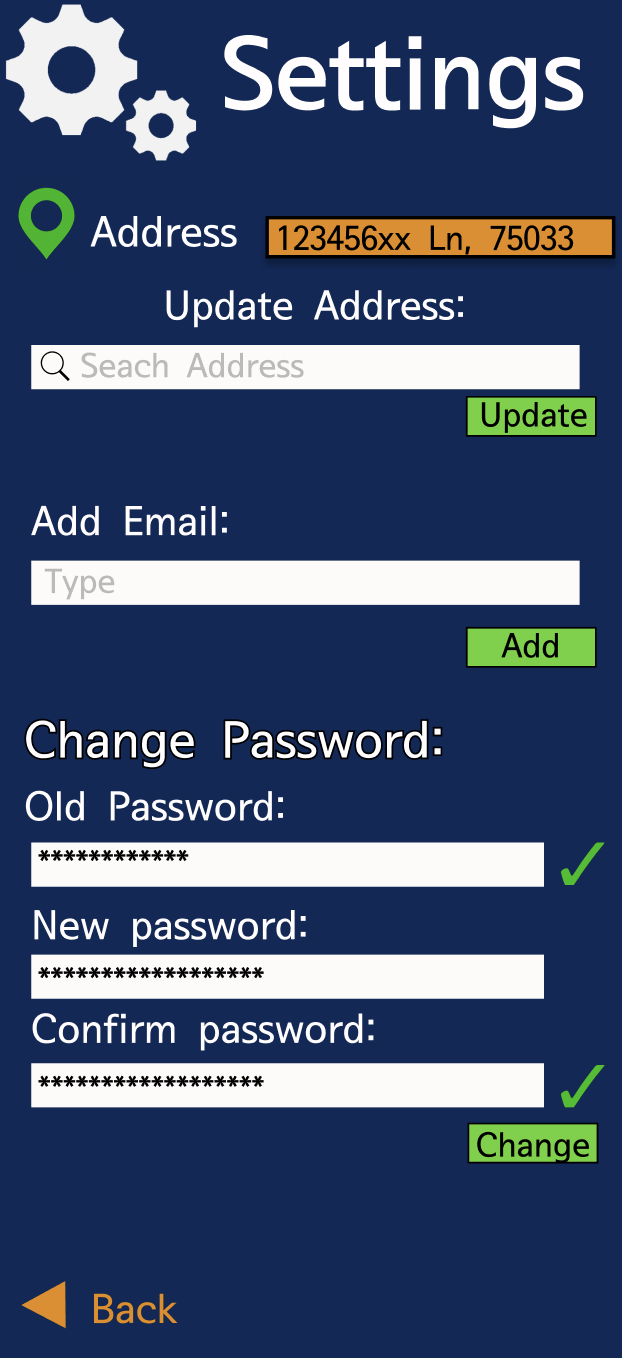 Settings
Address 123456xx Ln, 75033
Update Address:
Seach Address
Update
Add Email:
Type
Add
Change Password:
Old Password:
************
New password:
******************
Confirm password:
******************
Change
Back